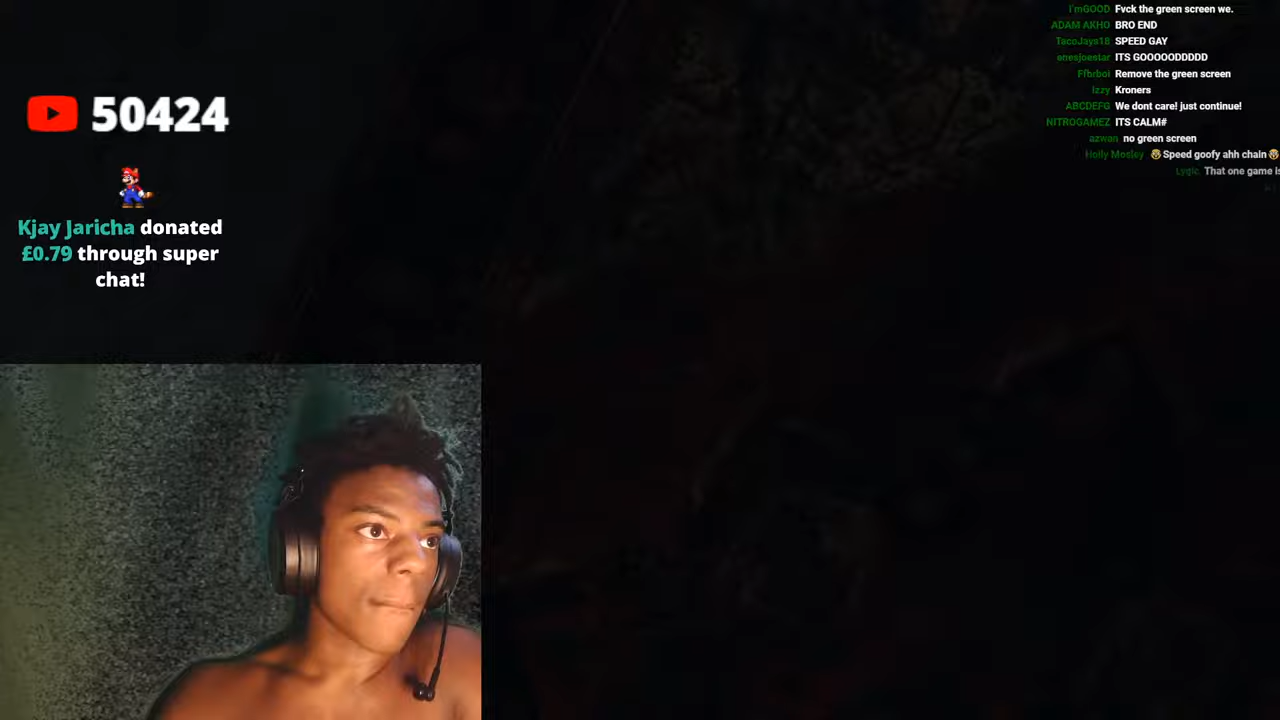 50424
Kjay Jaricha donated
£0.79 through super
chat!
I'mGOOD Fvck the green screen we.
ADAM AKHO BRO END
TacoJays18 SPEED GAY
onesjoestar ITS GOOOOODDDDD
Ffbrboi Remove the green screen
Izzy Kroners
ABCDEFG We dont care! just continue!
NITROGAMEZ ITS CALM#
azwan no green screen
Holly Mosley Speed goofy ahh chain
Lygic That one game is